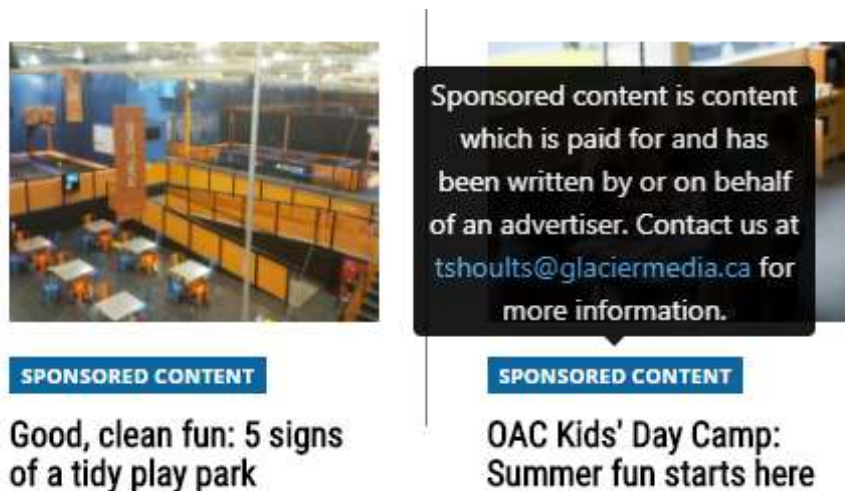 Sponsored content is content
which is paid for and has
been written by or on behalf
of an advertiser. Contact us at
tshoults@glaciermedia.ca for
more information.
SPONSORED CONTENT
Good, clean fun: 5 signs
of a tidy play park
SPONSORED CONTENT
OAC Kids' Day Camp:
Summer fun starts here